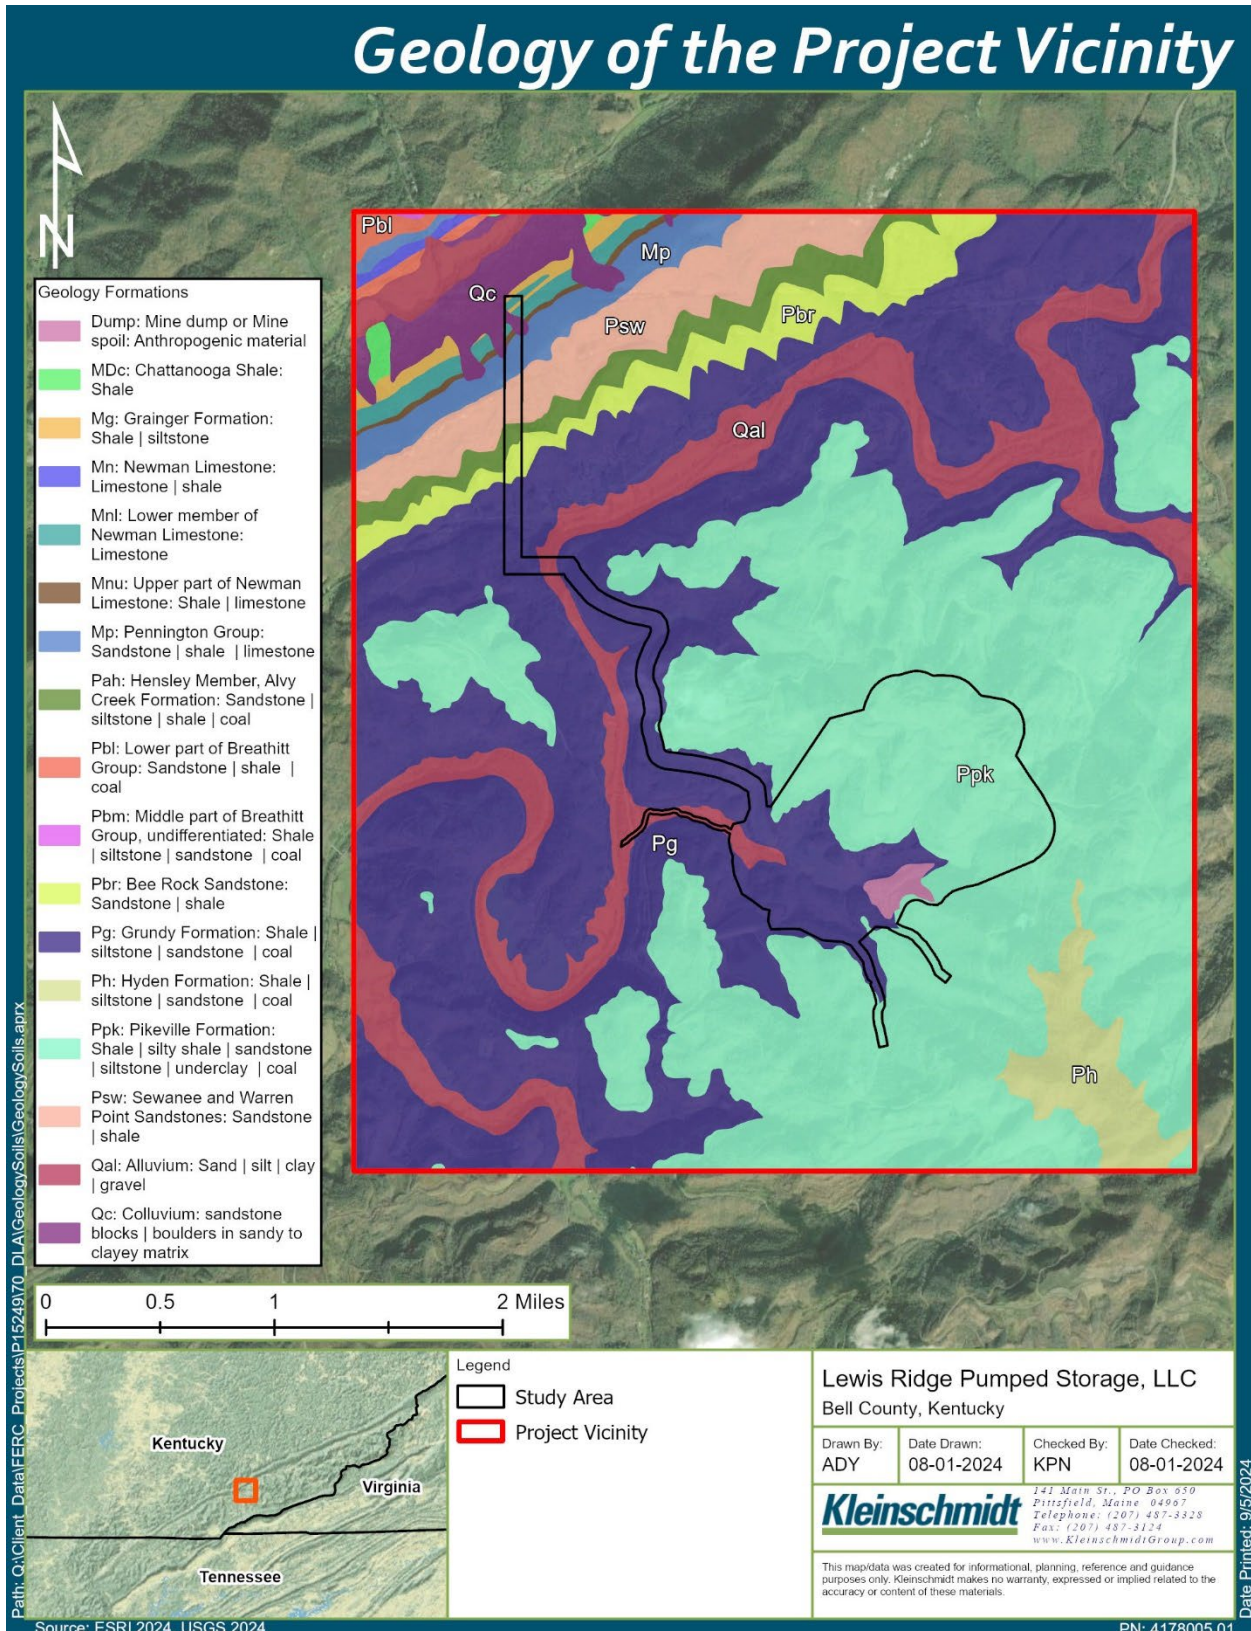 Geology of the Project Vicinity
N
Pbl
Mp
Qc
Psw
Pbr
Qal
Ppk
Pg
Ph
Geology Formations
Dump: Mine dump or Mine
spoil: Anthropogenic material
MDc: Chattanooga Shale:
Shale
Mg: Grainger Formation:
Shale | siltstone
Mn: Newman Limestone:
Limestone | shale
Mnl: Lower member of
Newman Limestone:
Limestone
Mnu: Upper part of Newman
Limestone: Shale | limestone
Mp: Pennington Group:
Sandstone | shale | limestone
Pah: Hensley Member, Alvy
Creek Formation: Sandstone |
siltstone | shale | coal
Pbl: Lower part of Breathitt
Group: Sandstone | shale |
coal
Pbm: Middle part of Breathitt
Group, undifferentiated: Shale
| siltstone | sandstone | coal
Pbr: Bee Rock Sandstone:
Sandstone | shale
Pg: Grundy Formation: Shale |
siltstone | sandstone | coal
Ph: Hyden Formation: Shale |
siltstone | sandstone | coal
Ppk: Pikeville Formation:
Shale | silty shale | sandstone
| siltstone | underclay | coal
Psw: Sewanee and Warren
Point Sandstones: Sandstone
| shale
Qal: Alluvium: Sand | silt | clay
| gravel
Qc: Colluvium: sandstone
blocks | boulders in sandy to
clayey matrix
0 0.5 1 2 Miles
Kentucky
Virginia
Tennessee
Legend
Study Area
Project Vicinity
Lewis Ridge Pumped Storage, LLC
Bell County, Kentucky
Drawn By: Date Drawn: Checked By: Date Checked:
ADY 08-01-2024 KPN 08-01-2024
Kleinschmidt
141 Main St., PO Box 650
Pittsfield, Maine 04967
Telephone: (207) 487-3328
Fax: (207) 487-3124
www.KleinschmidtGroup.com
This map/data was created for informational, planning, reference and guidance
purposes only. Kleinschmidt makes no warranty, expressed or implied related to the
accuracy or content of these materials.
Path: Q:\Client_Data\FERC_Projects\P15249\70_DLA\GeologySoils\GeologySoils.aprx
Date Printed: 9/5/2024
Source: ESRI 2024, USGS 2024
PN: 4178005.01